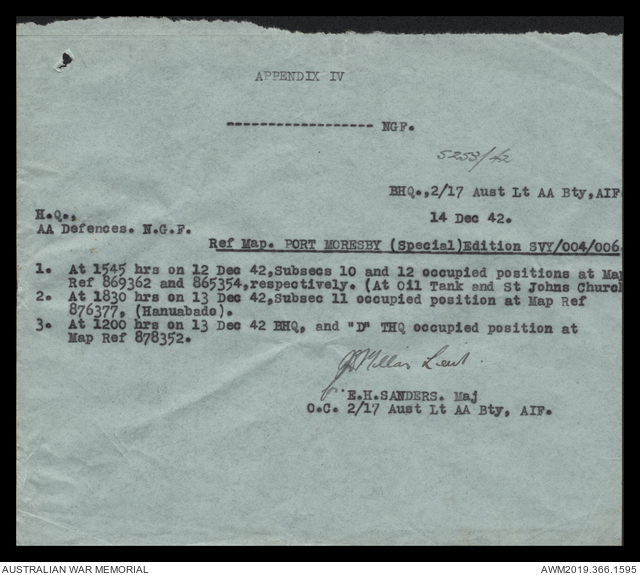 APPENDIX IV
------------------- NGF.
5253/42
BHQ.,2/17 Aust Lt AA Bty,AIF
14 Dec 42.
H.Q.,
AA Defences. N.G.F.
Ref Map. PORT MORESBY (Special)Edition SVY/004/006.
1. At 1545 hrs on 12 Dec 42,Subsecs 10 and 12 occupied positions at Map
Ref 869362 and 865354,respectively. (At Oil Tank and St Johns Church
2. At 1830 hrs on 13 Dec 42,Subsec 11 occupied position at Map Ref
876377, (Hanuabado).
3. At 1200 hrs on 13 Dec 42 BHQ, and "D" THQ occupied position at
Map Ref 878352.
Millar Lieut.
E.H.SANDERS. Maj
O.C. 2/17 Aust Lt AA Bty, AIF.
AUSTRALIAN WAR MEMORIAL
AWM2019.366.1595